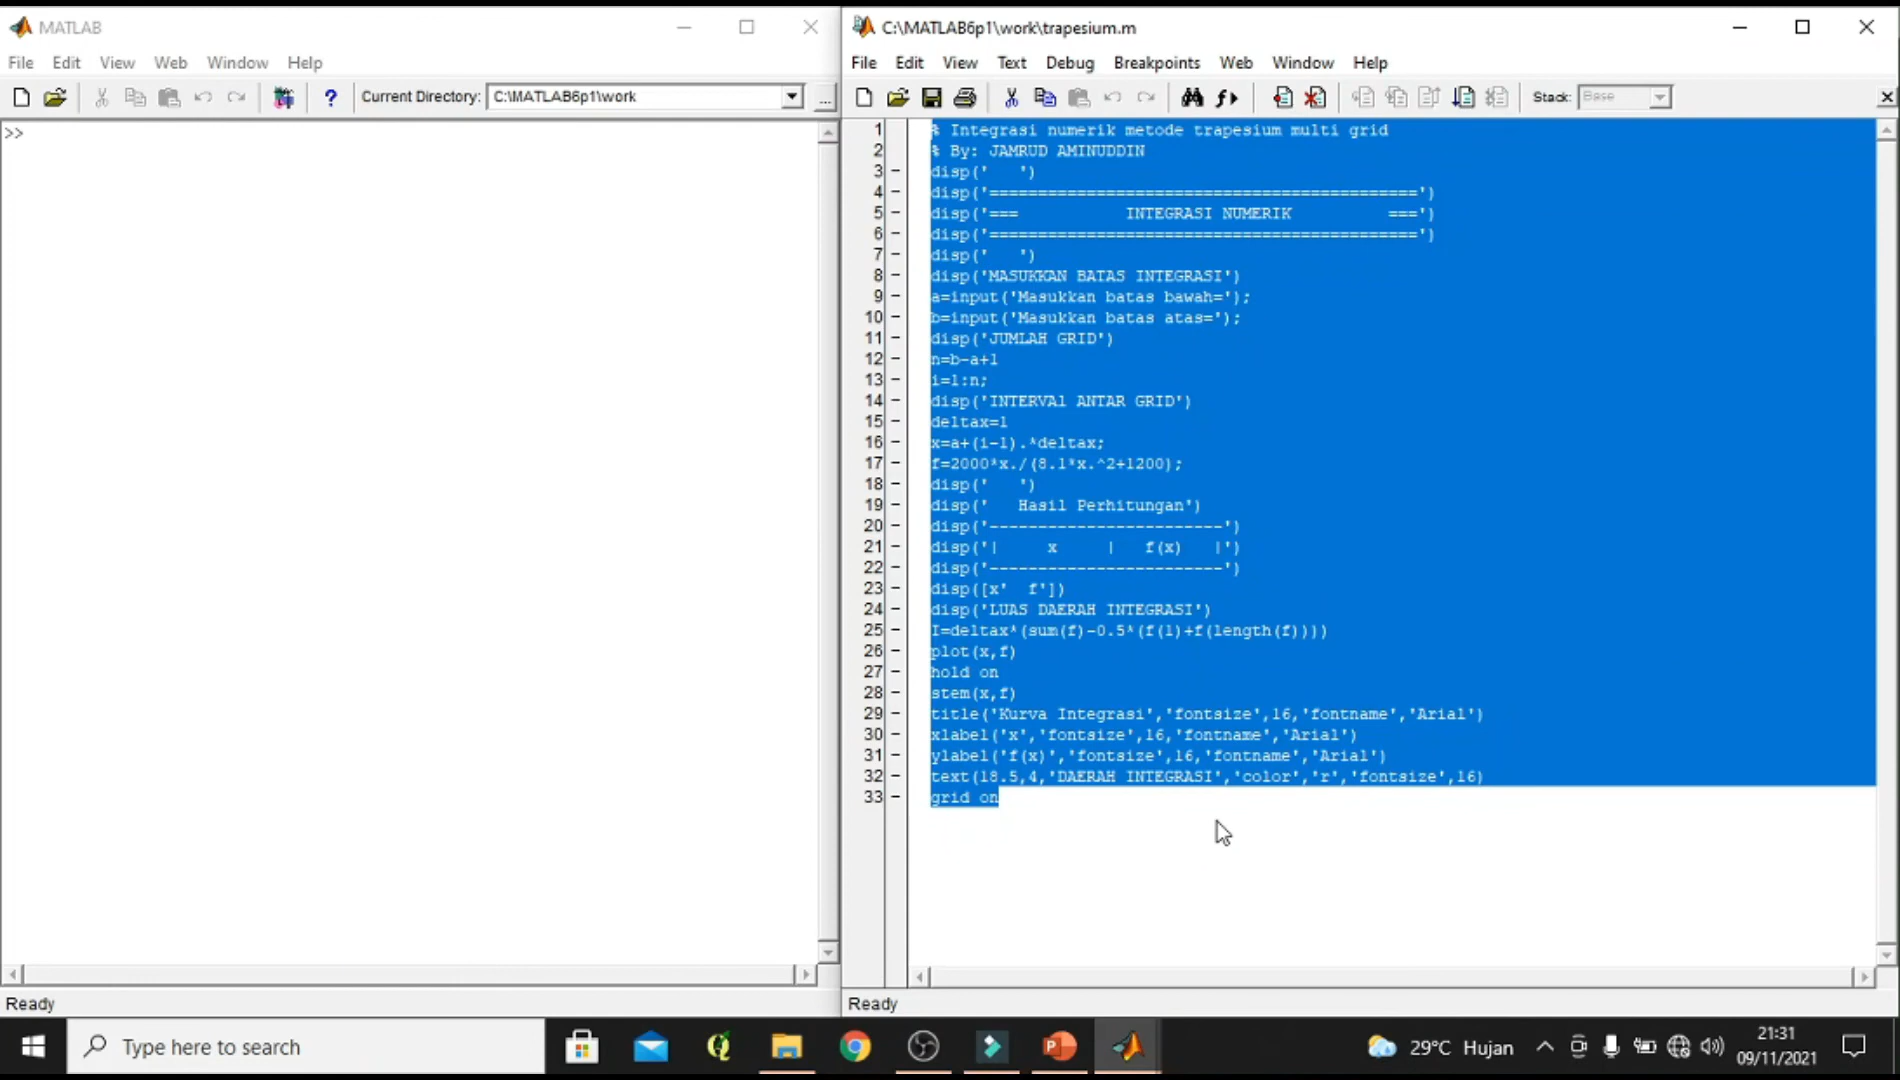 MATLAB
File Edit View Web Window Help
Current Directory: C:\MATLAB6p1\work
>>
Ready
C:\MATLAB6p1\work\trapesium.m
File Edit View Text Debug Breakpoints Web Window Help
Stack: Base
1 % Integrasi numerik metode trapesium multi grid
2 % By: JAMRUD AMINUDDIN
3 - disp('   ')
4 - disp('============================================')
5 - disp('===           INTEGRASI NUMERIK          ===')
6 - disp('============================================')
7 - disp('   ')
8 - disp('MASUKKAN BATAS INTEGRASI')
9 - a=input('Masukkan batas bawah=');
10 - b=input('Masukkan batas atas=');
11 - disp('JUMLAH GRID')
12 - n=b-a+1
13 - i=1:n;
14 - disp('INTERVAl ANTAR GRID')
15 - deltax=1
16 - x=a+(i-1).*deltax;
17 - f=2000*x./(8.1*x.^2+1200);
18 - disp('   ')
19 - disp('   Hasil Perhitungan')
20 - disp('------------------------')
21 - disp('|     x     |   f(x)   |')
22 - disp('------------------------')
23 - disp([x'  f'])
24 - disp('LUAS DAERAH INTEGRASI')
25 - I=deltax*(sum(f)-0.5*(f(1)+f(length(f))))
26 - plot(x,f)
27 - hold on
28 - stem(x,f)
29 - title('Kurva Integrasi','fontsize',16,'fontname','Arial')
30 - xlabel('x','fontsize',16,'fontname','Arial')
31 - ylabel('f(x)','fontsize',16,'fontname','Arial')
32 - text(18.5,4,'DAERAH INTEGRASI','color','r','fontsize',16)
33 - grid on
Ready
Type here to search
29°C Hujan
21:31
09/11/2021